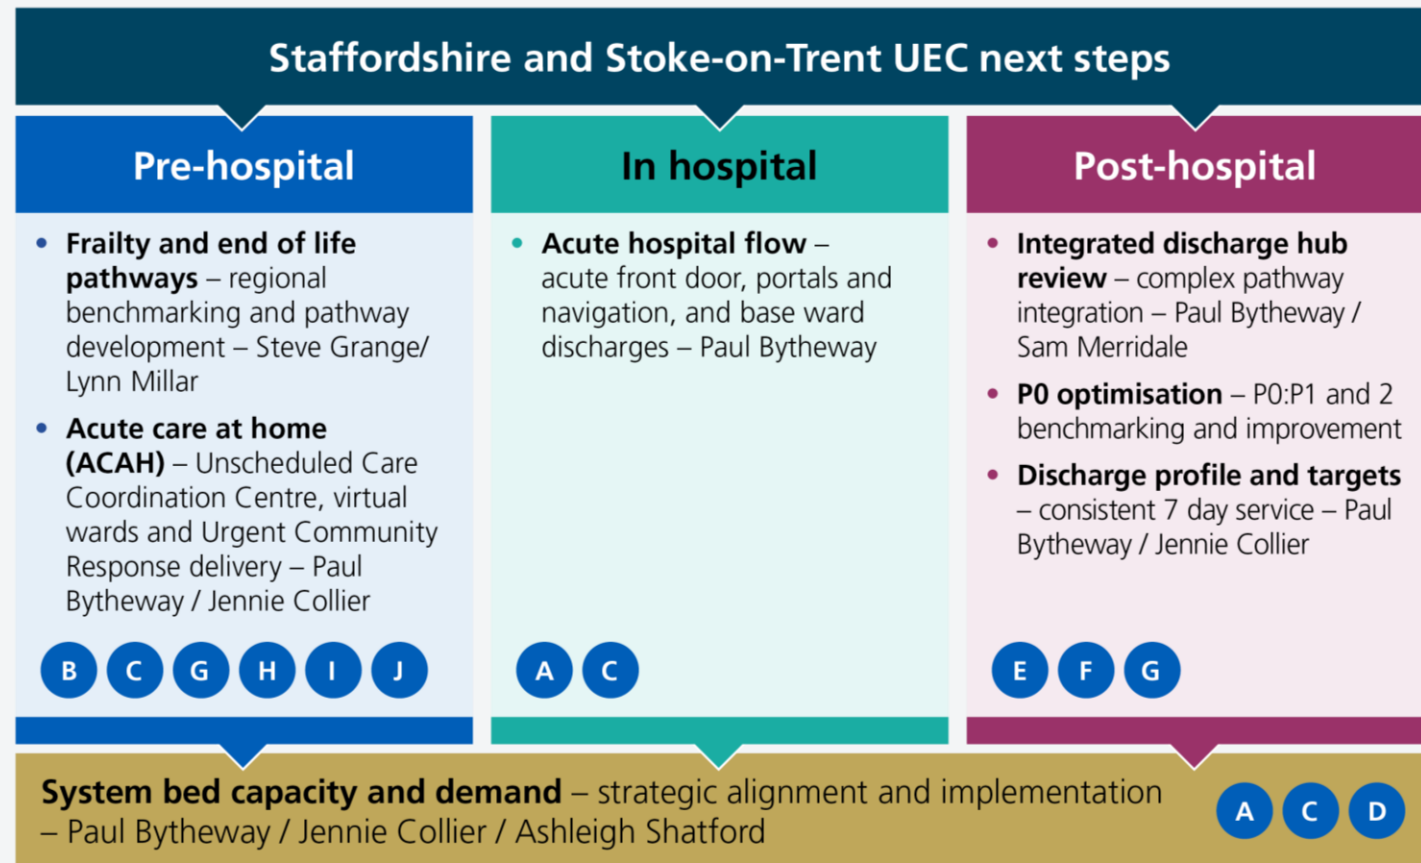 Staffordshire and Stoke-on-Trent UEC next steps
Pre-hospital
• Frailty and end of life
pathways – regional
benchmarking and pathway
development – Steve Grange/
Lynn Millar
• Acute care at home
(ACAH) – Unscheduled Care
Coordination Centre, virtual
wards and Urgent Community
Response delivery – Paul
Bytheway / Jennie Collier
B C G H I J
In hospital
• Acute hospital flow –
acute front door, portals and
navigation, and base ward
discharges – Paul Bytheway
A C
Post-hospital
• Integrated discharge hub
review – complex pathway
integration – Paul Bytheway /
Sam Merridale
• P0 optimisation – P0:P1 and 2
benchmarking and improvement
• Discharge profile and targets
– consistent 7 day service – Paul
Bytheway / Jennie Collier
E F G
System bed capacity and demand – strategic alignment and implementation
– Paul Bytheway / Jennie Collier / Ashleigh Shatford
A C D